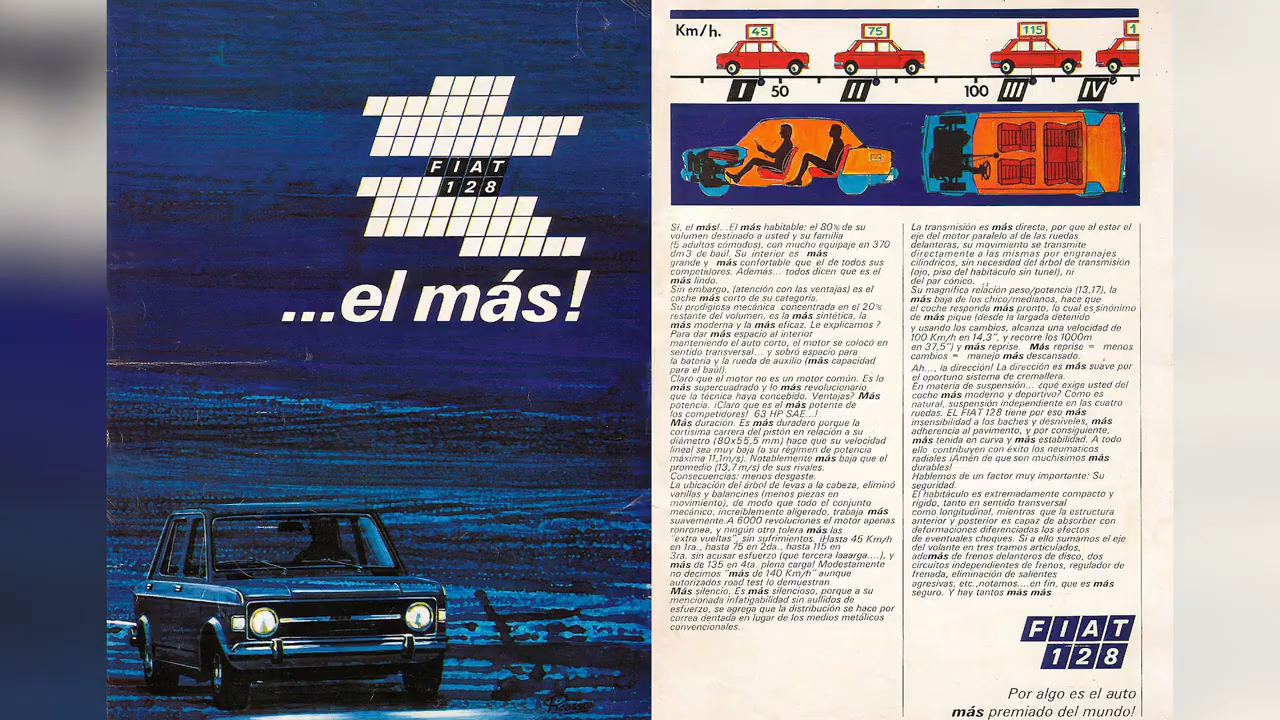 FIAT
128
...el más!
Km/h.
45
75
115
1
I
50
II
100
III
IV
Si, el más!...El más habitable: el 80% de su
volumen destinado a usted y su familia
(5 adultos cómodos), con mucho equipaje en 370
dm3 de baúl. Su interior es más
grande y más confortable que el de todos sus
competidores. Además... todos dicen que es el
más lindo.
Sin embargo, (atención con las ventajas) es el
coche más corto de su categoría.
Su prodigiosa mecánica concentrada en el 20%
restante del volumen, es la más sintética, la
más moderna y la más eficaz. Le explicamos?
Para dar más espacio al interior
manteniendo el auto corto, el motor se colocó en
sentido transversal... y sobró espacio para
la batería y la rueda de auxilio (más capacidad
para el baúl).
Claro que el motor no es un motor común. Es lo
más supercuadrado y lo más revolucionario
que la técnica haya concebido. Ventajas? Más
potencia. ¡Claro que es el más potente de
los competidores! 63 HP SAE...!
Más duración. Es más duradero porque la
cortísima carrera del pistón en relación a su
diámetro (80x55,5 mm) hace que su velocidad
lineal sea muy baja (a su régimen de potencia
máxima 11,1m/s). Notablemente más baja que el
promedio (13,7 m/s) de sus rivales.
Consecuencias: menos desgaste.
La ubicación del árbol de levas a la cabeza, eliminó
varillas y balancines (menos piezas en
movimiento), de modo que todo el conjunto
mecánico, increíblemente aligerado, trabaja más
suavemente. A 6000 revoluciones el motor apenas
ronronea, y ningún otro tolera más las
"extra vueltas", sin sufrimientos. ¡Hasta 45 Km/h
en 1ra., hasta 75 en 2da., hasta 115 en
3ra. sin acusar esfuerzo (que tercera laaarga....), y
más de 135 en 4ta. plena carga! Modestamente
no decimos "más de 140 Km/h" aunque
autorizados road test lo demuestran.
Más silencio. Es más silencioso, porque a su
mencionada infatigabilidad sin aullidos de
esfuerzo, se agrega que la distribución se hace por
correa dentada en lugar de los medios metálicos
convencionales.
La transmisión es más directa, por que al estar el
eje del motor paralelo al de las ruedas
delanteras, su movimiento se transmite
directamente a las mismas por engranajes
cilíndricos, sin necesidad del árbol de transmisión
(ojo, piso del habitáculo sin tunel), ni
del par cónico.
Su magnífica relación peso/potencia (13,17), la
más baja de los chico/medianos, hace que
el coche responda más pronto, lo cual es sinónimo
de más pique (desde la largada detenido
y usando los cambios, alcanza una velocidad de
100 Km/h en 14,3", y recorre los 1000m
en 37,5") y más reprise. Más reprise = menos
cambios = manejo más descansado.
Ah..., la dirección! La dirección es más suave por
el oportuno sistema de cremallera.
En materia de suspensión... ¿qué exige usted del
coche más moderno y deportivo? Como es
natural, suspensión independiente en las cuatro
ruedas. EL FIAT 128 tiene por eso más
insensibilidad a los baches y desniveles, más
adherencia al pavimento, y por consiguiente,
más tenida en curva y más estabilidad. A todo
ello contribuyen con éxito los neumaticos
radiales ¡Amén de que son muchísimos más
durables!
Hablemos de un factor muy importante: Su
seguridad.
El habitáculo es extremadamente compacto y
rígido, tanto en sentido transversal
como longitudinal, mientras que la estructura
anterior y posterior es capaz de absorber con
deformaciones diferenciadas los efectos
de eventuales choques. Si a ello sumamos el eje
del volante en tres tramos articulados,
además de frenos delanteros de disco, dos
circuitos independientes de frenos, regulador de
frenada, eliminación de salientes
agresivas, etc.,notamos....en fin, que es más
seguro. Y hay tantos más más
FIAT
128
Por algo es el auto
más premiado del mundo!